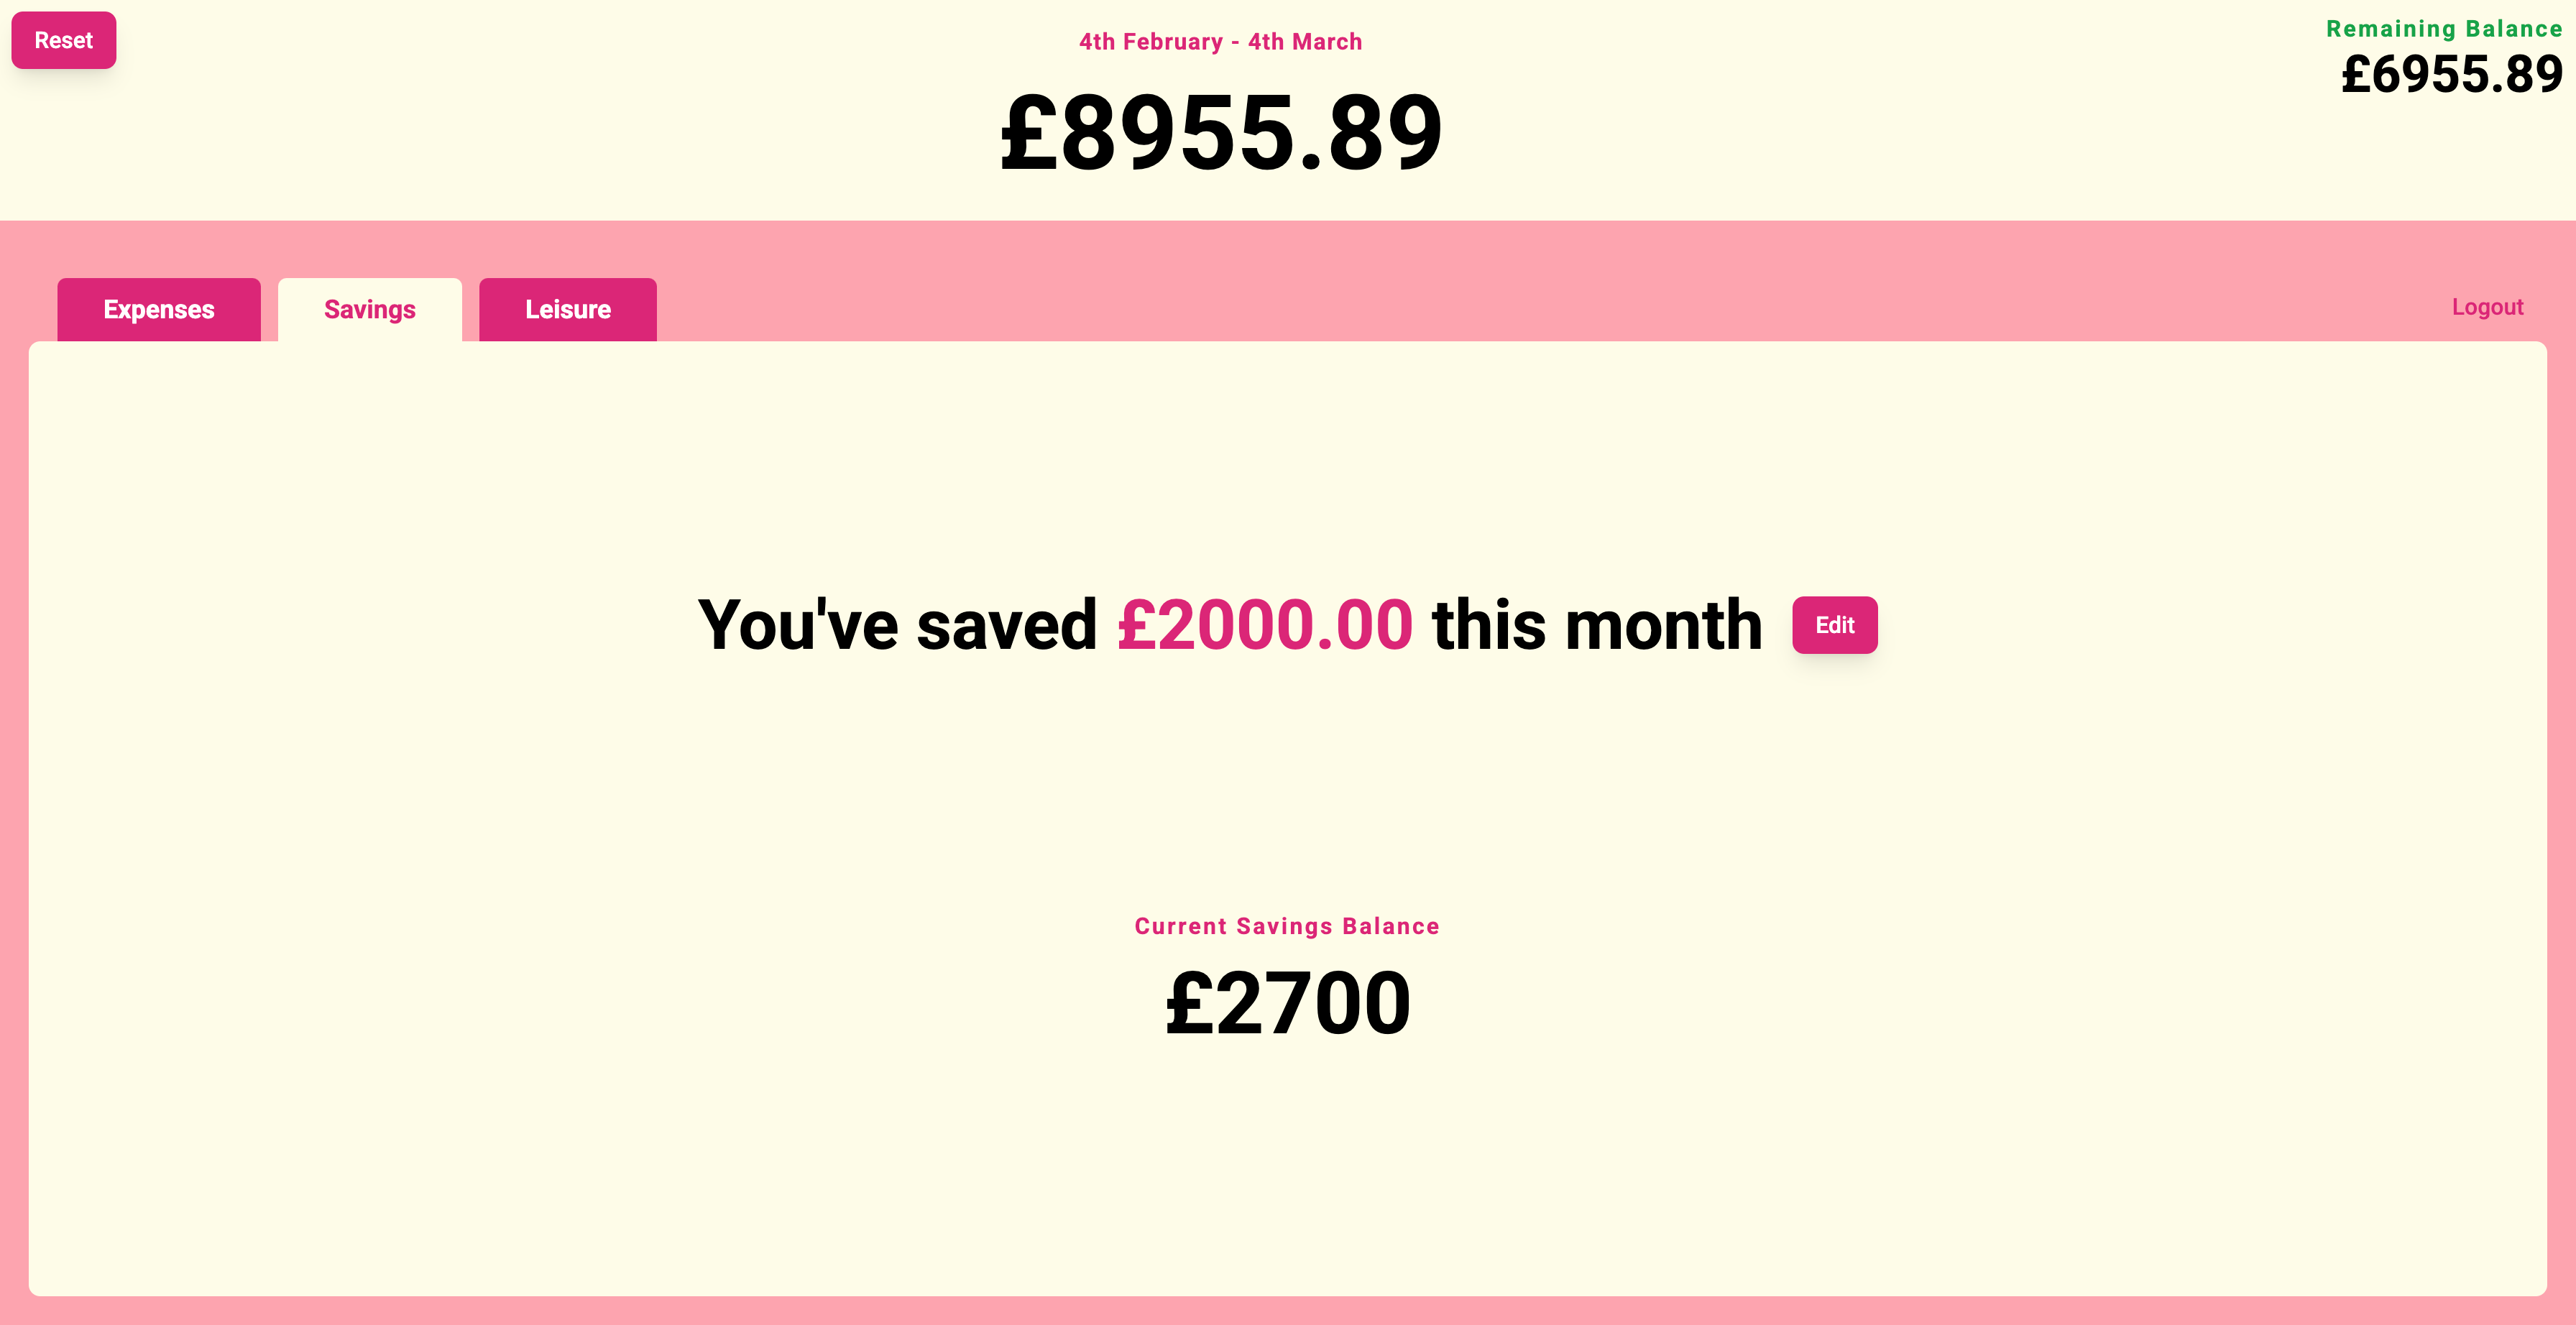 Reset
4th February - 4th March
£8955.89
Remaining Balance
£6955.89
Expenses
Savings
Leisure
Logout
You've saved £2000.00 this month
Edit
Current Savings Balance
£2700